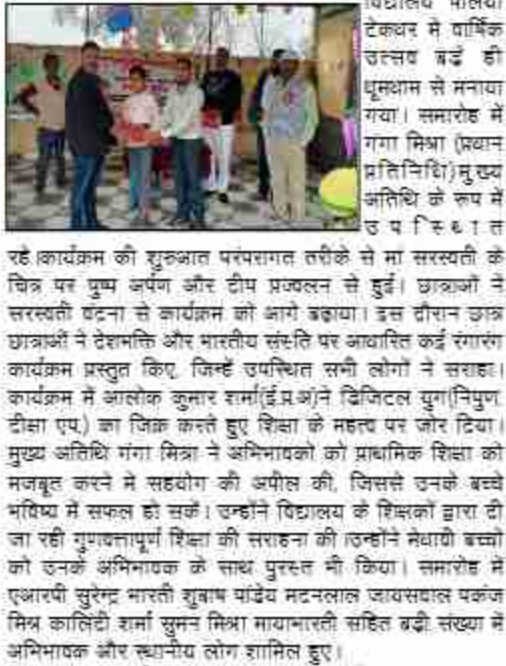 विद्यालय पलिया
टेकधर मे वार्षिक
उत्सव बड़े ही
धूमधाम से मनाया
गया। समारोह में
गंगा मिश्रा (प्रधान
प्रतिनिधि)मुख्य
अतिथि के रूप में
उपस्थित
रहे।कार्यक्रम की शुरुआत परंपरागत तरीके से मां सरस्वती के
चित्र पर पुष्प अर्पण और दीप प्रज्वलन से हुई। छात्राओं ने
सरस्वती वंदना से कार्यक्रम को आगे बढ़ाया। इस दौरान छात्र
छात्राओं ने देशभक्ति और भारतीय संस्ति पर आधारित कई रंगारंग
कार्यक्रम प्रस्तुत किए, जिन्हें उपस्थित सभी लोगों ने सराहा।
कार्यक्रम में आलोक कुमार शर्मा(ई.प्र.अ)ने डिजिटल युग(निपुण,
दीक्षा एप.) का जिक्र करते हुए शिक्षा के महत्व पर जोर दिया।
मुख्य अतिथि गंगा मिश्रा ने अभिभावकों को प्राथमिक शिक्षा को
मजबूत करने मे सहयोग की अपील की, जिससे उनके बच्चे
भविष्य में सफल हो सकें। उन्होंने विद्यालय के शिक्षकों द्वारा दी
जा रही गुणवत्तापूर्ण शिक्षा की सराहना की।उन्होंने मेधावी बच्चो
को उनके अभिभावक के साथ पुरस्त भी किया। समारोह में
एआरपी सुरेन्द्र भारती शुबाष पांडेय मदनलाल जायसवाल पकंज
मिश्र कालिंदी शर्मा सुमन मिश्रा मायाभारती सहित बड़ी संख्या में
अभिभावक और स्थानीय लोग शामिल हुए।